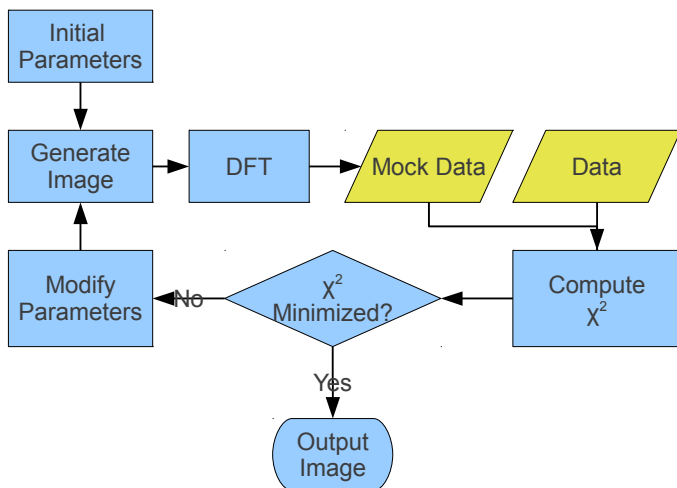 Initial
Parameters
Generate
Image
DFT
Mock Data
Data
Modify
Parameters
No
χ²
Minimized?
Compute
χ²
Yes
Output
Image